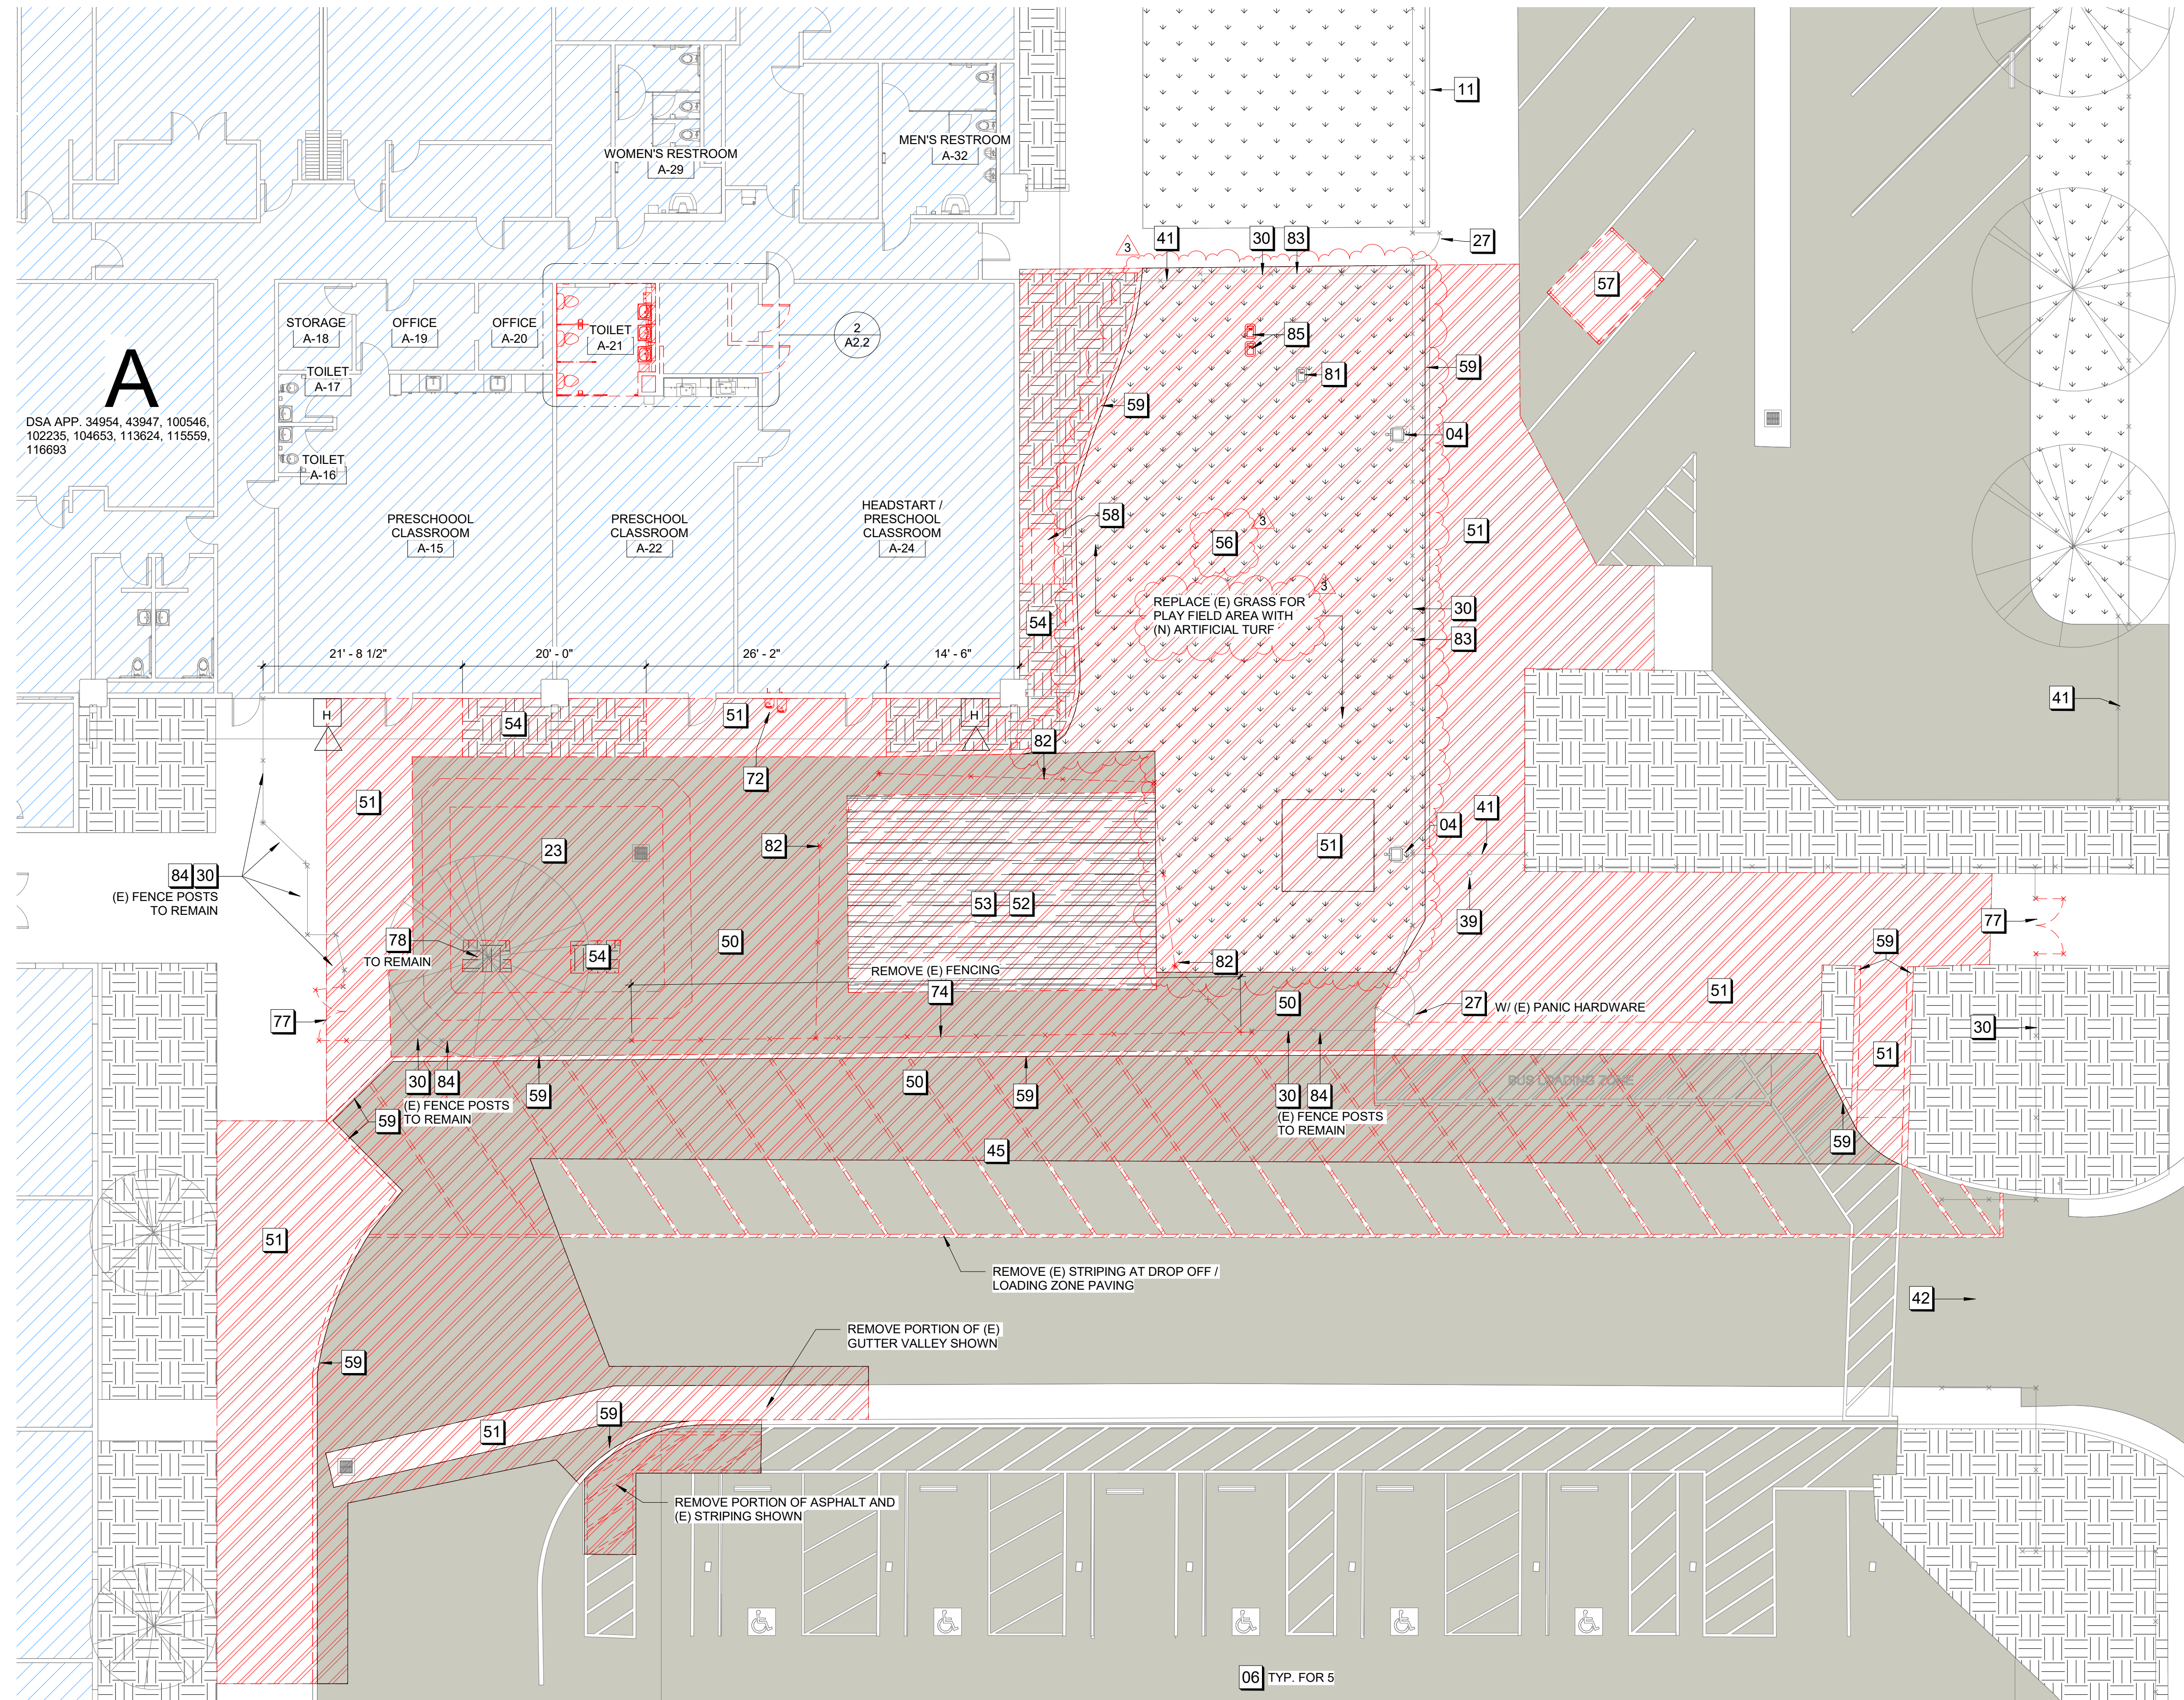 11
WOMEN'S RESTROOM
A-29
MEN'S RESTROOM
A-32
3
41
30
83
27
57
STORAGE
A-18
OFFICE
A-19
OFFICE
A-20
TOILET
A-21
2
A2.2
85
81
59
A
DSA APP. 34954, 43947, 100546,
102235, 104653, 113624, 115559,
116693
TOILET
A-17
TOILET
A-16
59
04
PRESCHOOOL
CLASSROOM
A-15
PRESCHOOL
CLASSROOM
A-22
HEADSTART /
PRESCHOOL
CLASSROOM
A-24
58
56
3
51
3
REPLACE (E) GRASS FOR
PLAY FIELD AREA WITH
(N) ARTIFICIAL TURF
54
30
83
21' - 8 1/2"
20' - 0"
26' - 2"
14' - 6"
41
H
54
51
H
82
72
51
23
82
41
04
51
84 30
(E) FENCE POSTS
TO REMAIN
53
52
39
77
78
TO REMAIN
54
50
82
59
REMOVE (E) FENCING
74
50
27
W/ (E) PANIC HARDWARE
51
77
30
51
30
84
(E) FENCE POSTS
TO REMAIN
59
50
59
30
84
(E) FENCE POSTS
TO REMAIN
BUS LOADING ZONE
59
59
45
51
REMOVE (E) STRIPING AT DROP OFF /
LOADING ZONE PAVING
42
REMOVE PORTION OF (E)
GUTTER VALLEY SHOWN
59
59
51
REMOVE PORTION OF ASPHALT AND
(E) STRIPING SHOWN
06 TYP. FOR 5